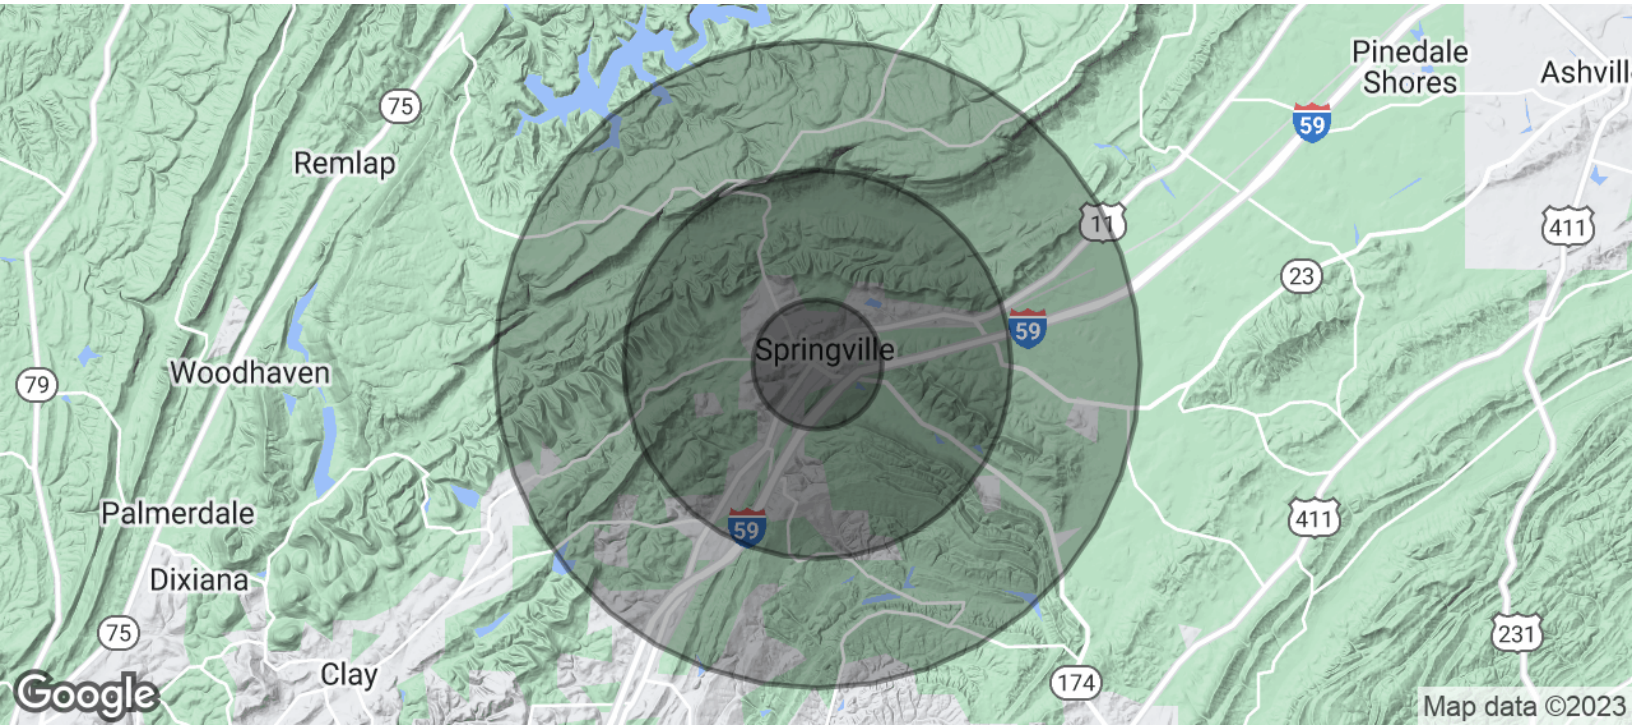 Pinedale
Shores
Ashvill
75
59
Remlap
11
411
23
59
Springville
Woodhaven
79
Palmerdale
59
411
Dixiana
75
231
Clay
174
Google
Map data ©2023